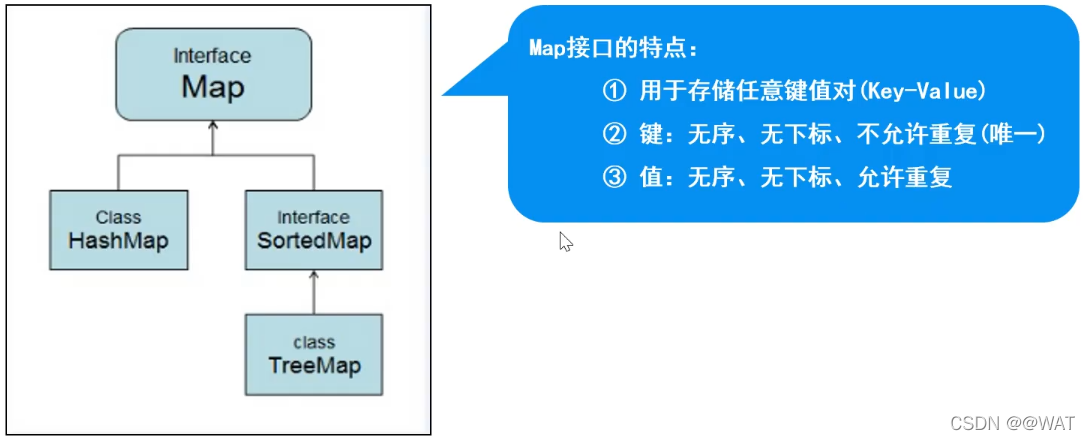 Interface
Map
Class
HashMap
Interface
SortedMap
class
TreeMap
Map接口的特点：
① 用于存储任意键值对(Key-Value)
② 键：无序、无下标、不允许重复(唯一)
③ 值：无序、无下标、允许重复
CSDN @@WAT